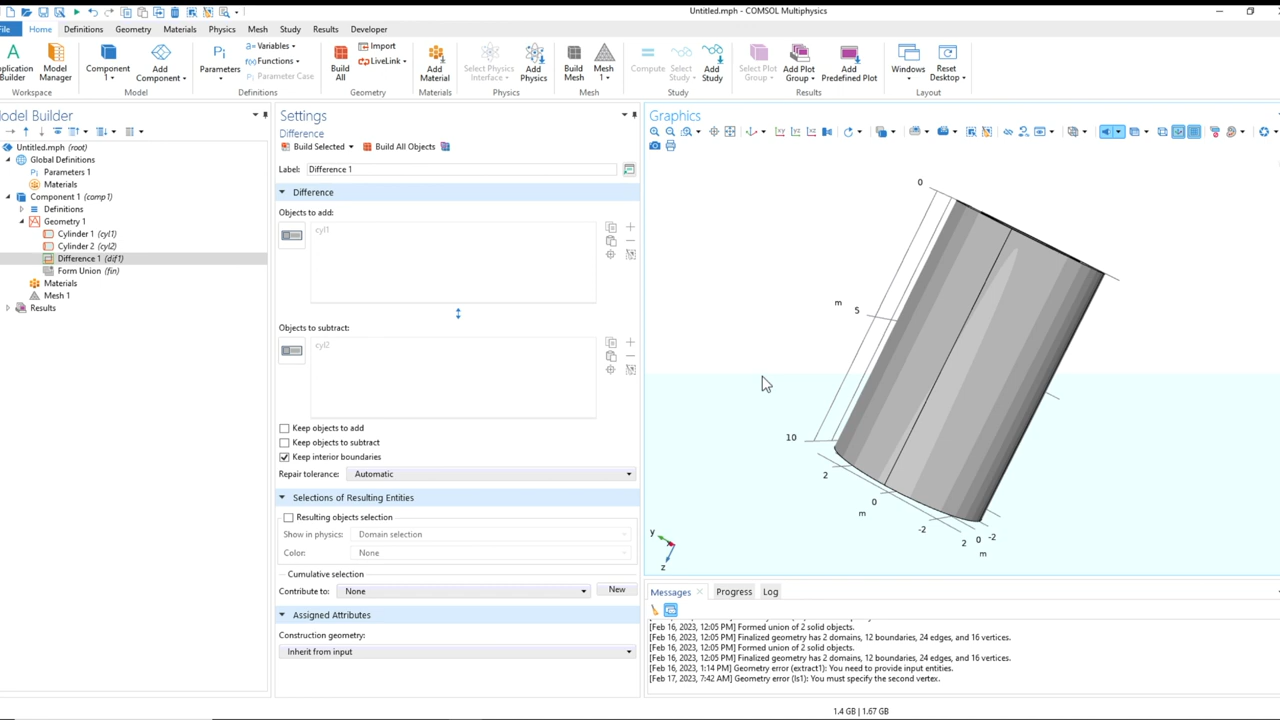 Untitled.mph - COMSOL Multiphysics
File Home Definitions Geometry Materials Physics Mesh Study Results Developer
Application Builder
Model Manager
Workspace
Component 1
Add Component
Model
Parameters 1
Variables
Functions
Parameter Case
Definitions
Build All
Import
LiveLink
Geometry
Add Material
Materials
Select Physics Interface
Add Physics
Physics
Build Mesh
Mesh 1
Mesh
Compute
Select Study
Add Study
Study
Select Plot Group
Add Plot Group
Add Predefined Plot
Results
Windows
Reset Desktop
Layout
Model Builder
Untitled.mph (root)
Global Definitions
Parameters 1
Materials
Component 1 (comp1)
Definitions
Geometry 1
Cylinder 1 (cyl1)
Cylinder 2 (cyl2)
Difference 1 (dif1)
Form Union (fin)
Materials
Mesh 1
Results
Settings
Difference
Build Selected
Build All Objects
Label: Difference 1
Difference
Objects to add:
cyl1
Objects to subtract:
cyl2
Keep objects to add
Keep objects to subtract
Keep interior boundaries
Repair tolerance: Automatic
Selections of Resulting Entities
Resulting objects selection
Show in physics: Domain selection
Color: None
Cumulative selection
Contribute to: None New
Assigned Attributes
Construction geometry:
Inherit from input
Graphics
0
m
5
10
2
0
m
-2
2
0
-2
m
y
z
Messages Progress Log
[Feb 16, 2023, 12:05 PM] Formed union of 2 solid objects.
[Feb 16, 2023, 12:05 PM] Finalized geometry has 2 domains, 12 boundaries, 24 edges, and 16 vertices.
[Feb 16, 2023, 12:05 PM] Formed union of 2 solid objects.
[Feb 16, 2023, 12:05 PM] Finalized geometry has 2 domains, 12 boundaries, 24 edges, and 16 vertices.
[Feb 16, 2023, 1:14 PM] Geometry error (extract1): You need to provide input entities.
[Feb 17, 2023, 7:42 AM] Geometry error (ls1): You must specify the second vertex.
1.4 GB | 1.67 GB